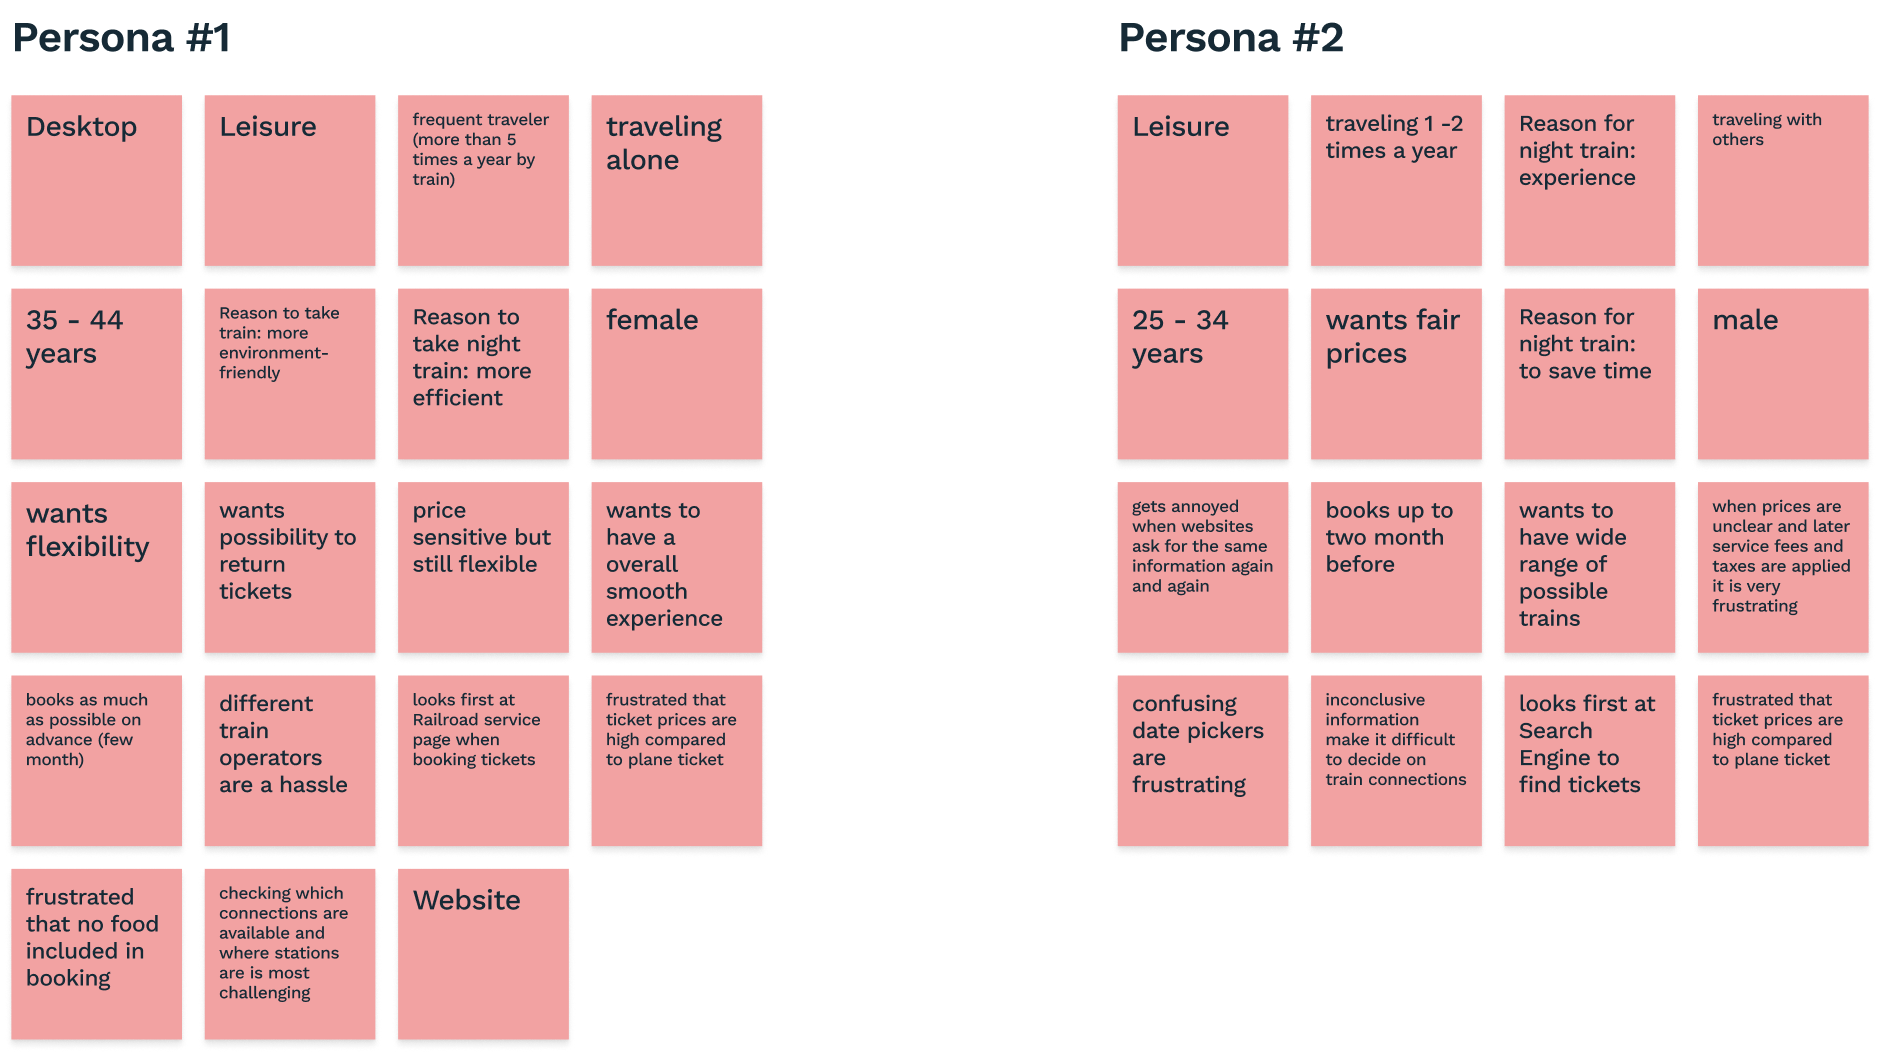 Persona #1
Desktop
Leisure
frequent traveler
(more than 5
times a year by
train)
traveling
alone
35 - 44
years
Reason to take
train: more
environment-
friendly
Reason to
take night
train: more
efficient
female
wants
flexibility
wants
possibility to
return
tickets
price
sensitive but
still flexible
wants to
have a
overall
smooth
experience
books as much
as possible on
advance (few
month)
different
train
operators
are a hassle
looks first at
Railroad service
page when
booking tickets
frustrated that
ticket prices are
high compared
to plane ticket
frustrated
that no food
included in
booking
checking which
connections are
available and
where stations
are is most
challenging
Website
Persona #2
Leisure
traveling 1 -2
times a year
Reason for
night train:
experience
traveling with
others
25 - 34
years
wants fair
prices
Reason for
night train:
to save time
male
gets annoyed
when websites
ask for the same
information again
and again
books up to
two month
before
wants to
have wide
range of
possible
trains
when prices are
unclear and later
service fees and
taxes are applied
it is very
frustrating
confusing
date pickers
are
frustrating
inconclusive
information
make it difficult
to decide on
train connections
looks first at
Search
Engine to
find tickets
frustrated that
ticket prices are
high compared
to plane ticket